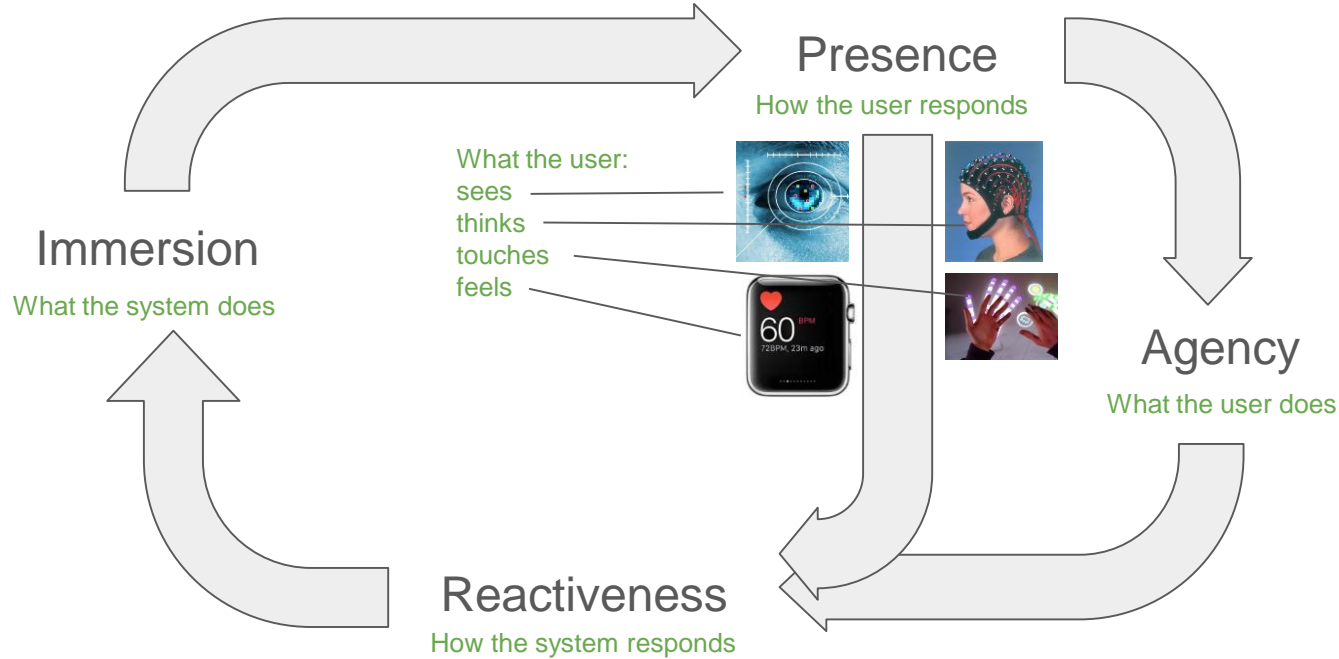 Presence
How the user responds
What the user:
sees
thinks
touches
feels
Immersion
What the system does
60 BPM
72BPM, 23m ago
Agency
What the user does
Reactiveness
How the system responds